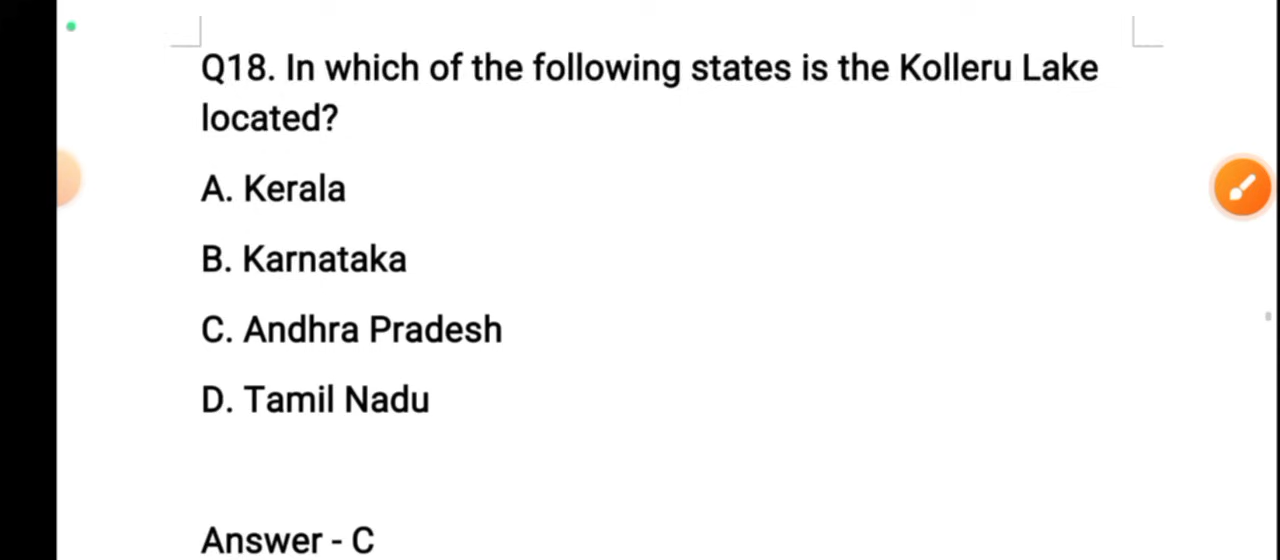 Q18. In which of the following states is the Kolleru Lake
located?
A. Kerala
B. Karnataka
C. Andhra Pradesh
D. Tamil Nadu
Answer - C